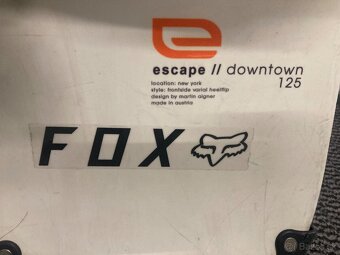 escape // downtown
125
location: new york
style: frontside varial heelflip
design by martin aigner
made in austria
FOX